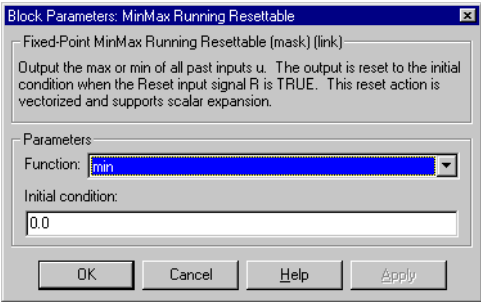 Block Parameters: MinMax Running Resettable
Fixed-Point MinMax Running Resettable (mask) (link)
Output the max or min of all past inputs u. The output is reset to the initial
condition when the Reset input signal R is TRUE. This reset action is
vectorized and supports scalar expansion.
Parameters
Function: min
Initial condition:
0.0
OK Cancel Help Apply